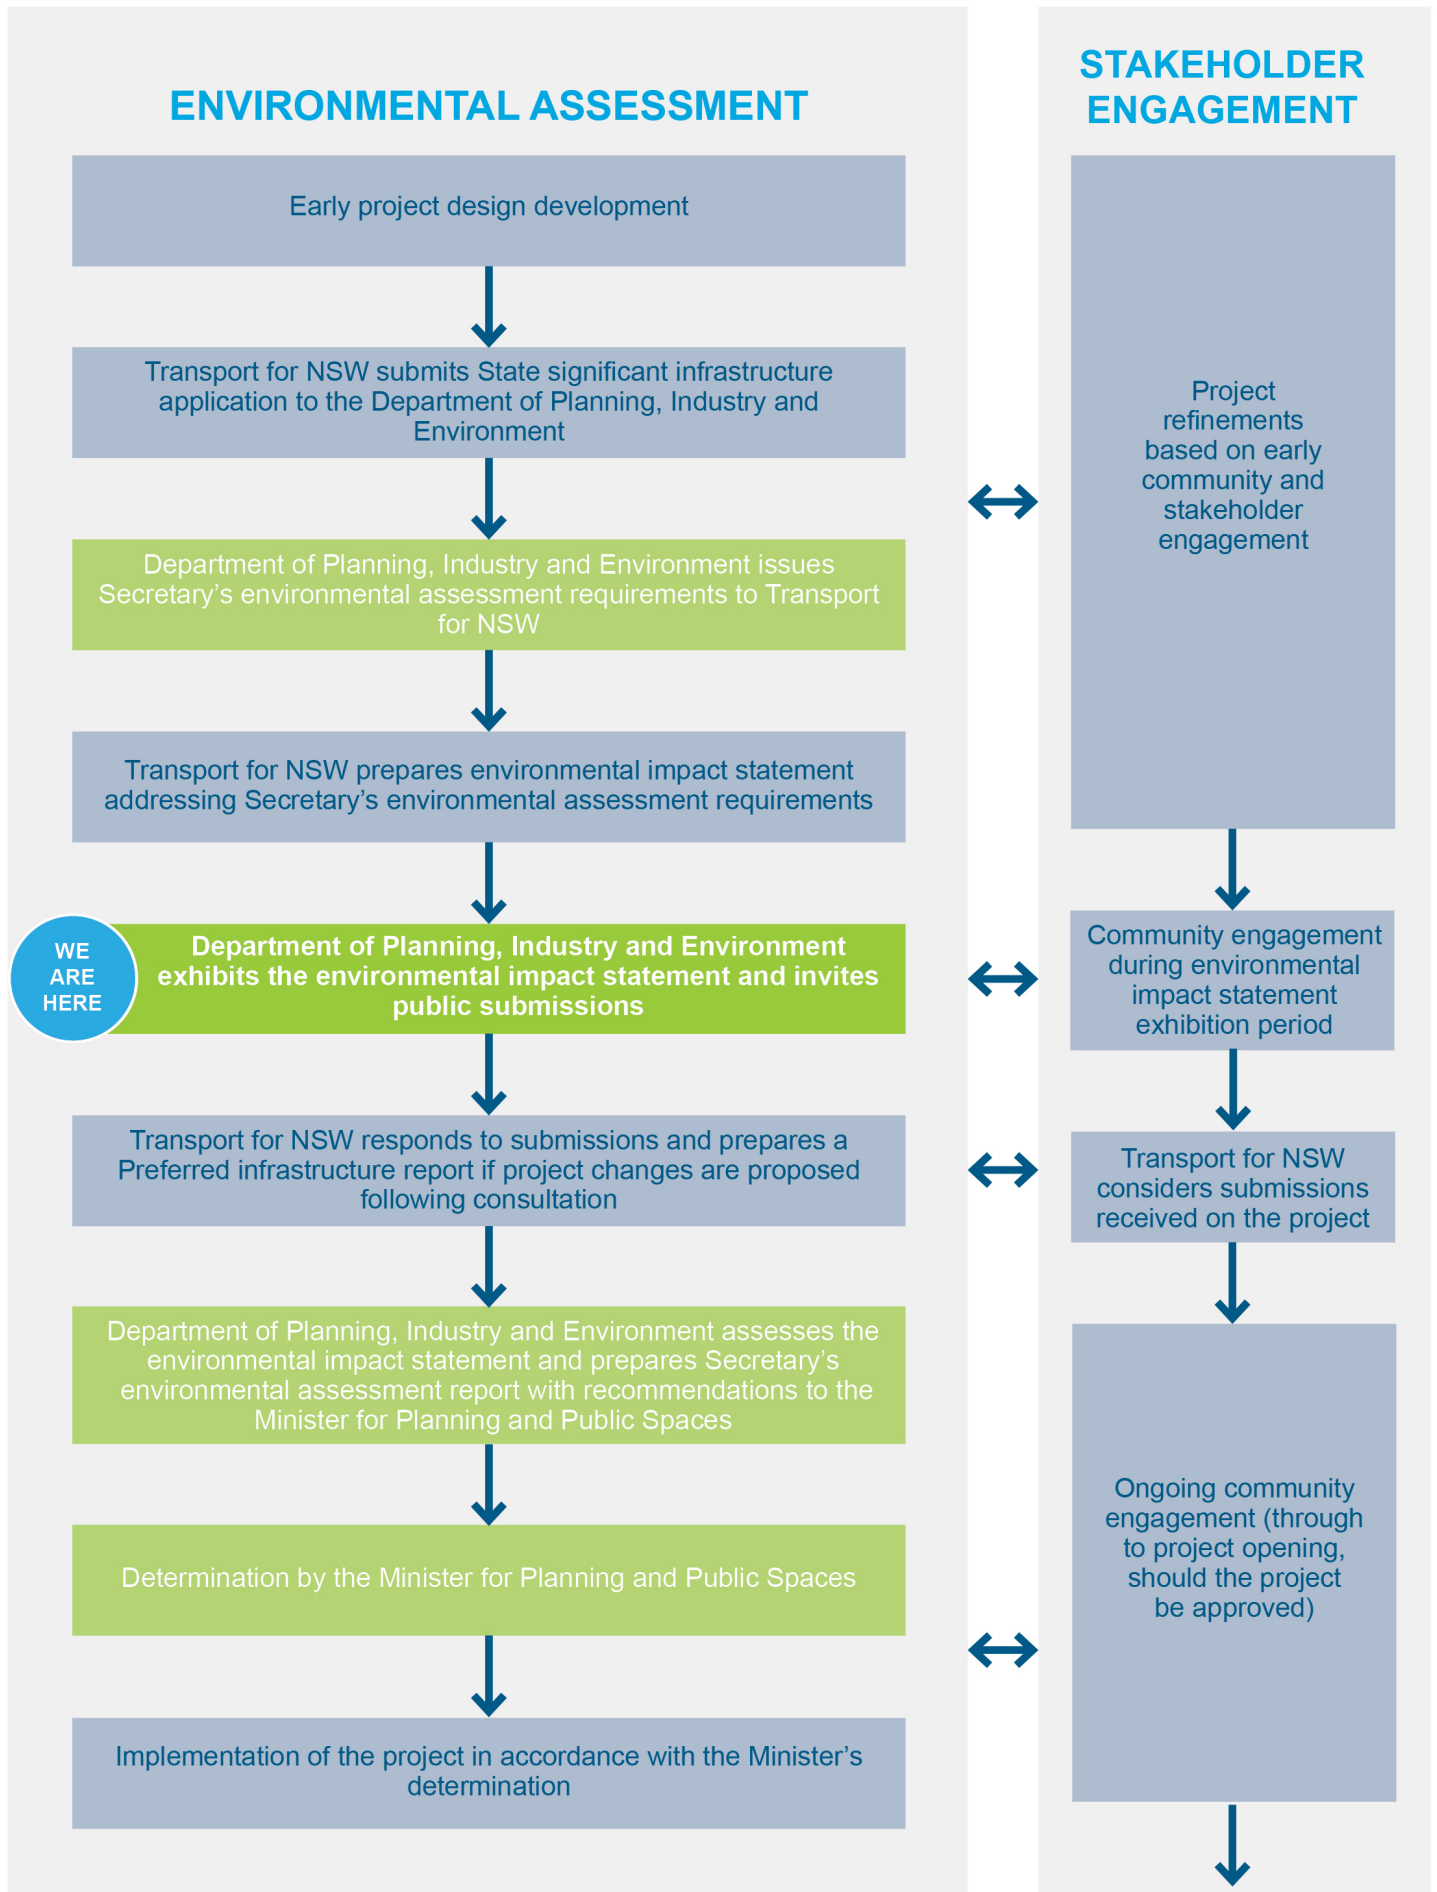 ENVIRONMENTAL ASSESSMENT
Early project design development
Transport for NSW submits State significant infrastructure
application to the Department of Planning, Industry and
Environment
Department of Planning, Industry and Environment issues
Secretary’s environmental assessment requirements to Transport
for NSW
Transport for NSW prepares environmental impact statement
addressing Secretary’s environmental assessment requirements
WE
ARE
HERE
Department of Planning, Industry and Environment
exhibits the environmental impact statement and invites
public submissions
Transport for NSW responds to submissions and prepares a
Preferred infrastructure report if project changes are proposed
following consultation
Department of Planning, Industry and Environment assesses the
environmental impact statement and prepares Secretary’s
environmental assessment report with recommendations to the
Minister for Planning and Public Spaces
Determination by the Minister for Planning and Public Spaces
Implementation of the project in accordance with the Minister’s
determination
STAKEHOLDER
ENGAGEMENT
Project
refinements
based on early
community and
stakeholder
engagement
Community engagement
during environmental
impact statement
exhibition period
Transport for NSW
considers submissions
received on the project
Ongoing community
engagement (through
to project opening,
should the project
be approved)